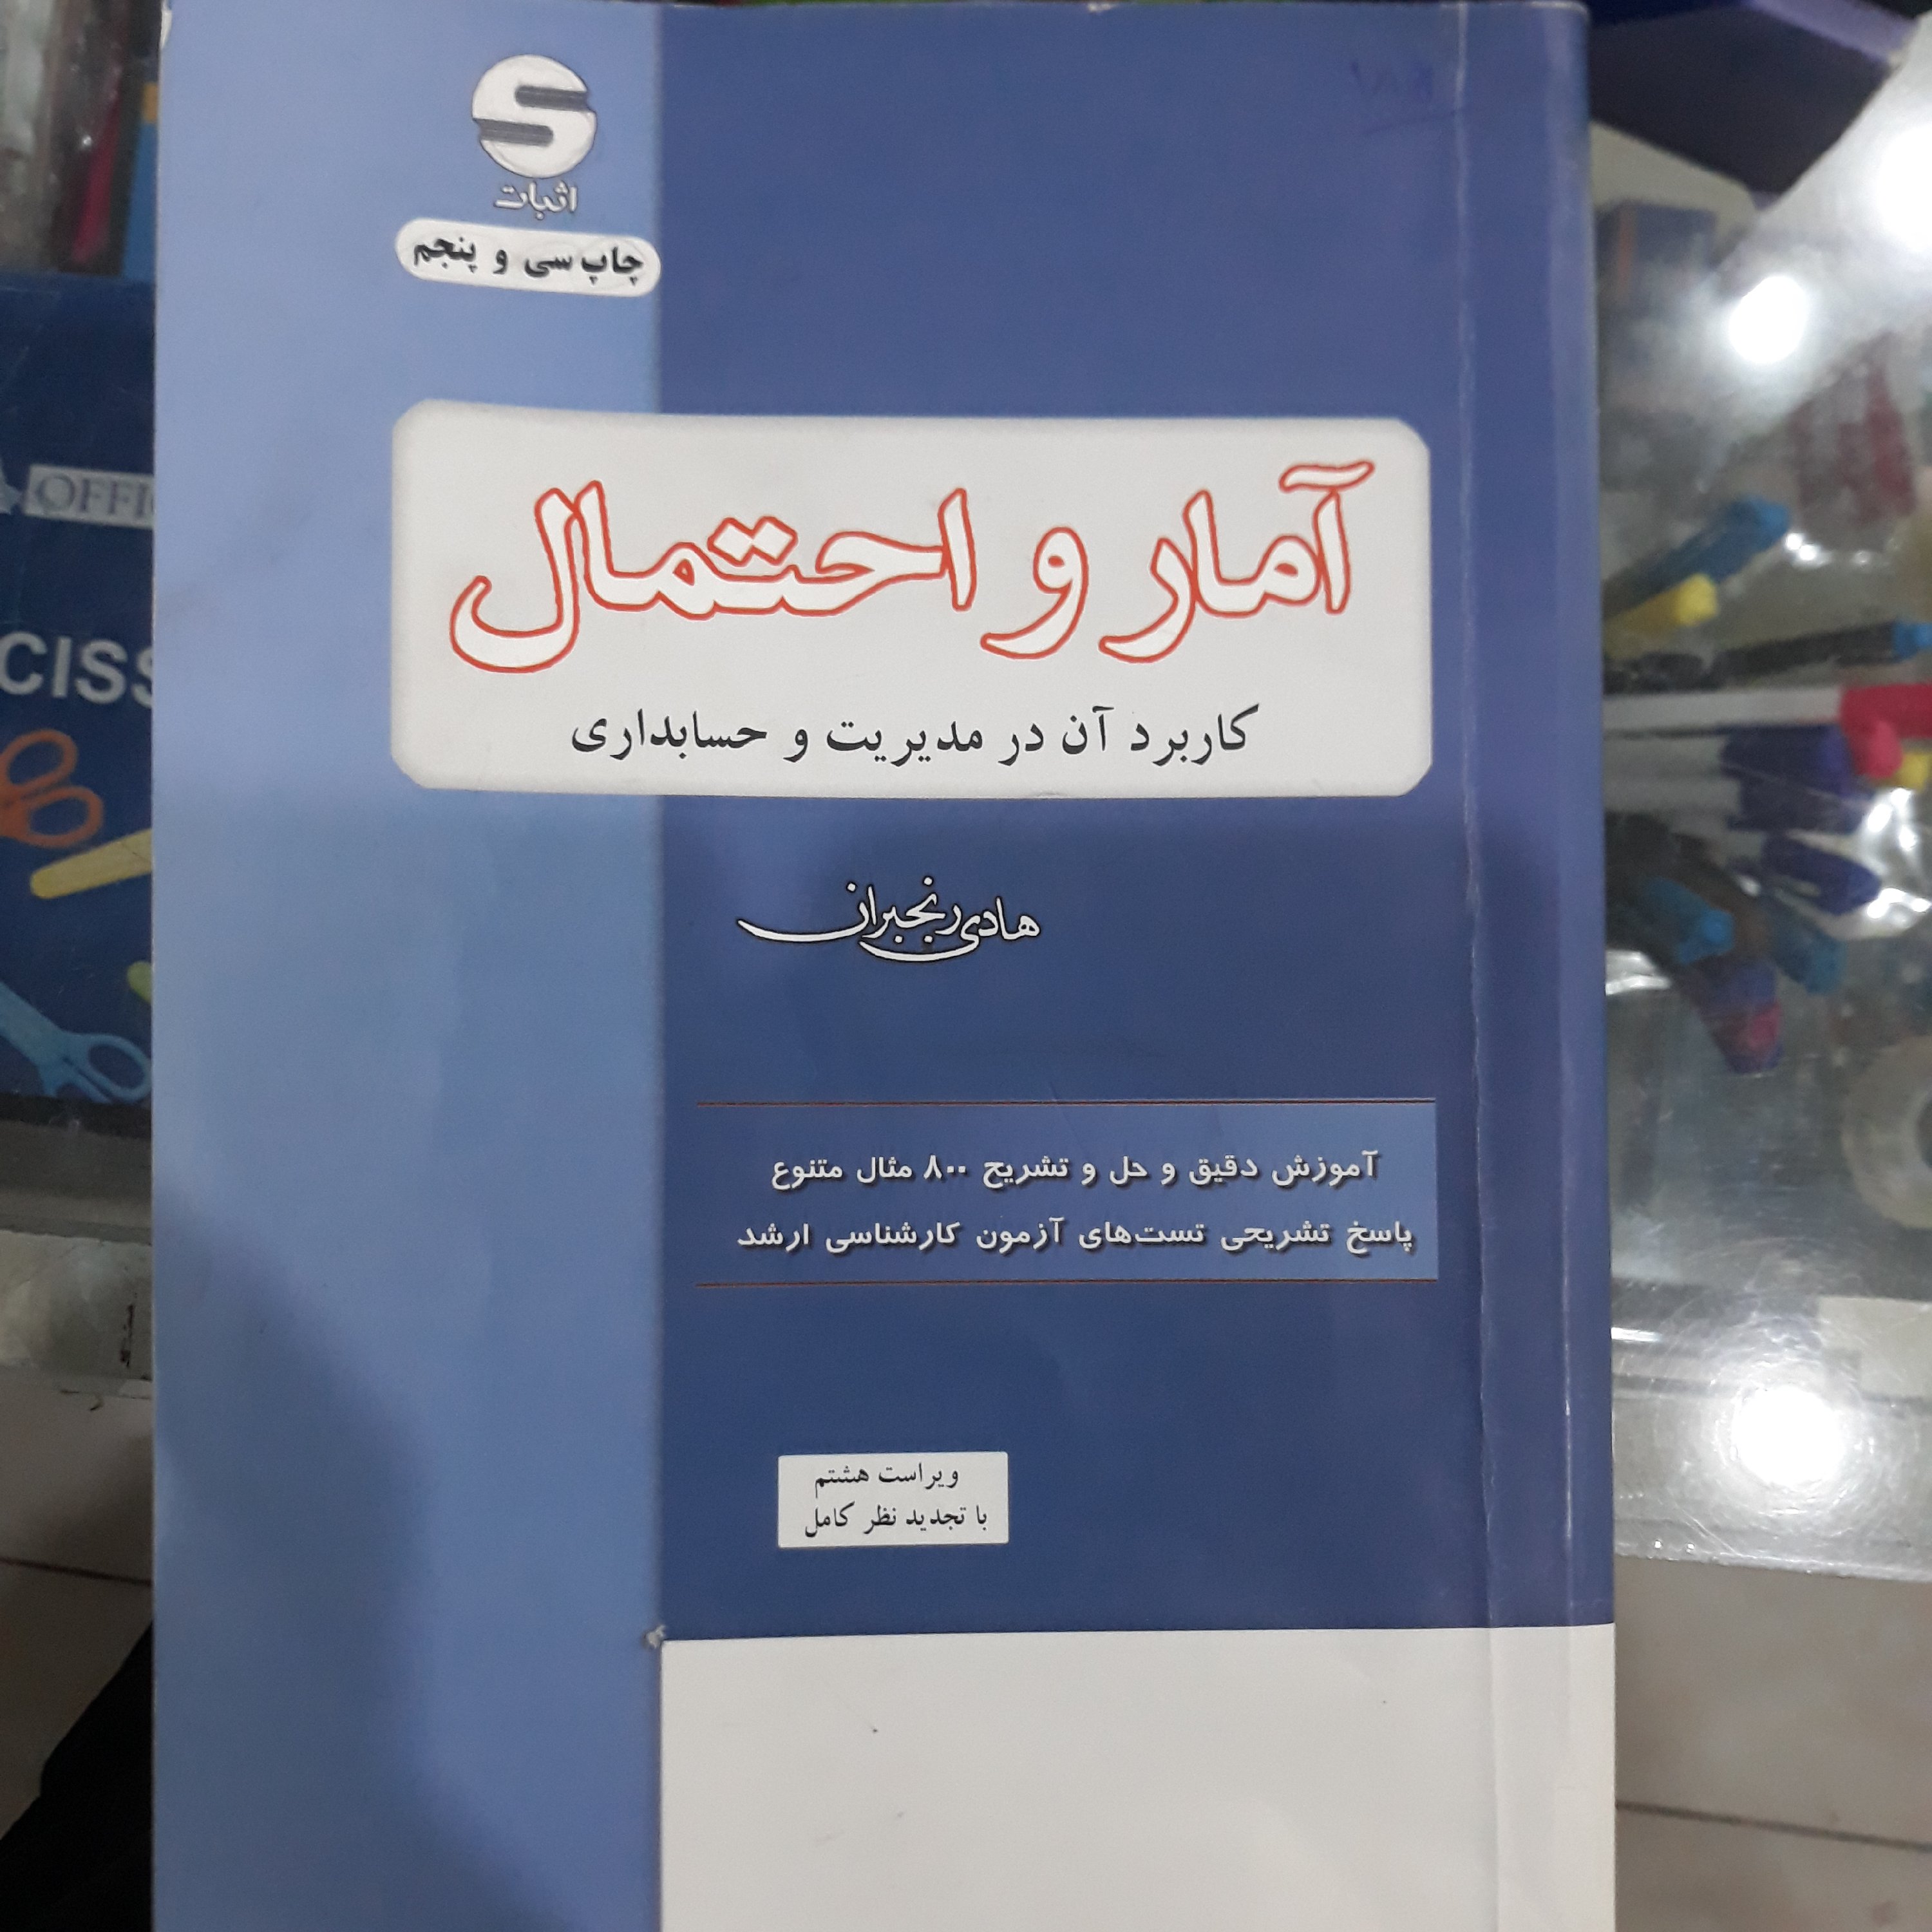 اثبات
چاپ سی و پنجم
آمار و احتمال
کاربرد آن در مدیریت و حسابداری
هادی رنجبران
آموزش دقیق و حل و تشریح ۸۰۰ مثال متنوع
پاسخ تشریحی تست‌های آزمون کارشناسی ارشد
ویراست هشتم
با تجدید نظر کامل